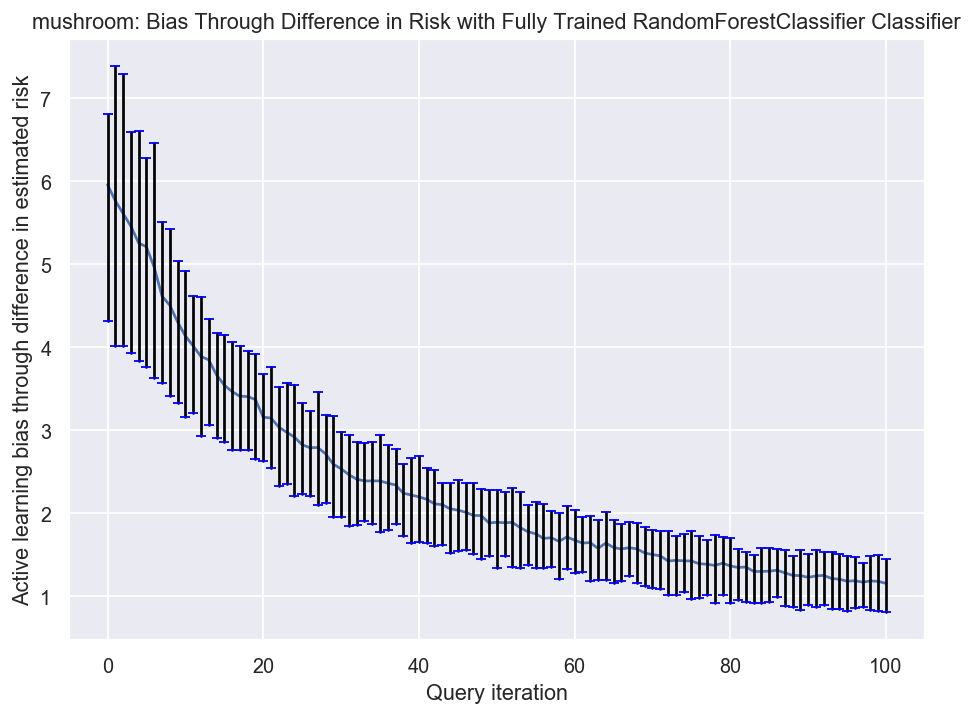 mushroom: Bias Through Difference in Risk with Fully Trained RandomForestClassifier Classifier
Active learning bias through difference in estimated risk
7
6
5
4
3
2
1
0 20 40 60 80 100
Query iteration